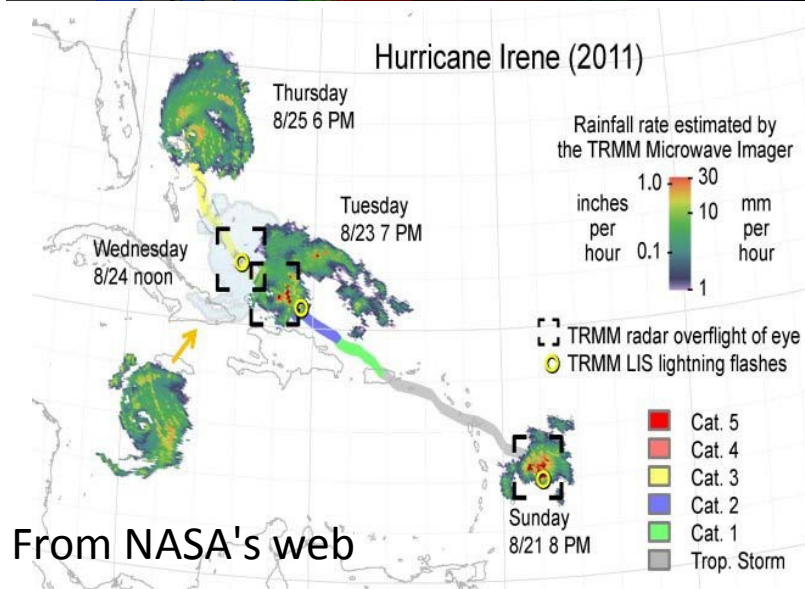 Hurricane Irene (2011)
Thursday
8/25 6 PM
Rainfall rate estimated by
the TRMM Microwave Imager
1.0
30
inches
per
hour
10
0.1
1
mm
per
hour
Tuesday
8/23 7 PM
Wednesday
8/24 noon
TRMM radar overflight of eye
TRMM LIS lightning flashes
Cat. 5
Cat. 4
Cat. 3
Cat. 2
Cat. 1
Trop. Storm
Sunday
8/21 8 PM
From NASA's web